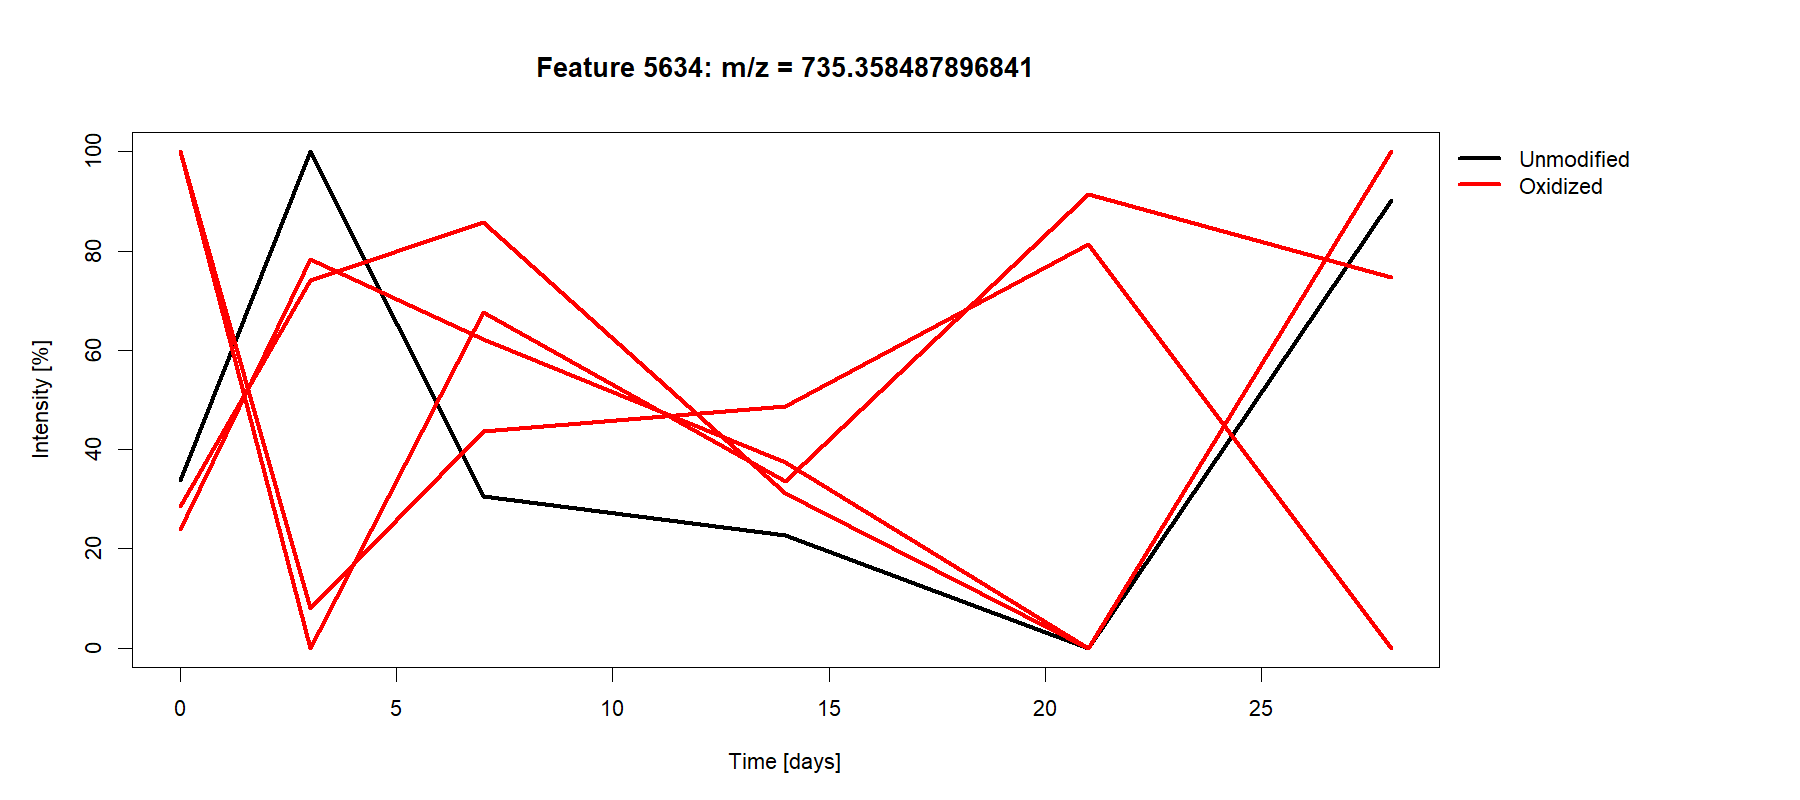 Feature 5634: m/z = 735.358487896841
Unmodified
Oxidized
Intensity [%]
100
80
60
40
20
0
0 5 10 15 20 25
Time [days]